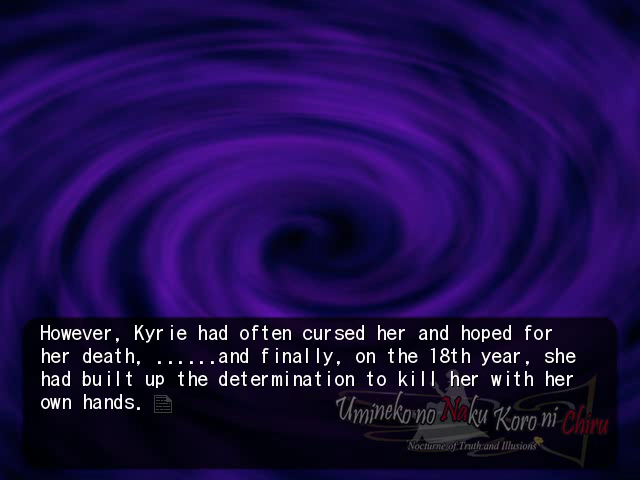 However, Kyrie had often cursed her and hoped for
her death, ......and finally, on the 18th year, she
had built up the determination to kill her with her
own hands.
Umineko no Naku Koro ni Chiru
Nocturne of Truth and Illusions